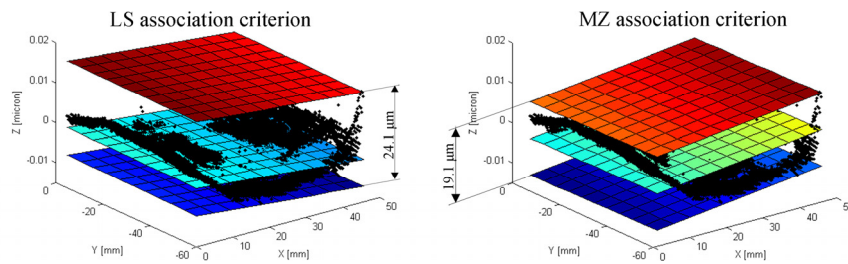 LS association criterion
0.02
0.01
0
-0.01
Z [micron]
0
-20
-40
-60
Y [mm]
0
10
20
30
40
50
X [mm]
24.1 µm
MZ association criterion
0.02
0.01
0
-0.01
Z [micron]
19.1 µm
0
-20
-40
-60
Y [mm]
0
10
20
30
40
5
X [mm]